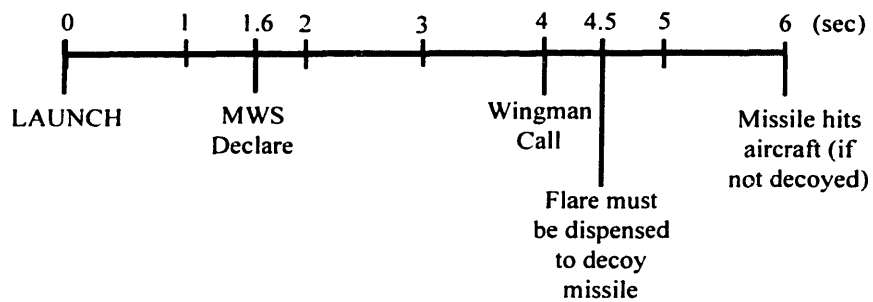 0 1 1.6 2 3 4 4.5 5 6 (sec)
LAUNCH
MWS
Declare
Wingman
Call
Flare must
be dispensed
to decoy
missile
Missile hits
aircraft (if
not decoyed)